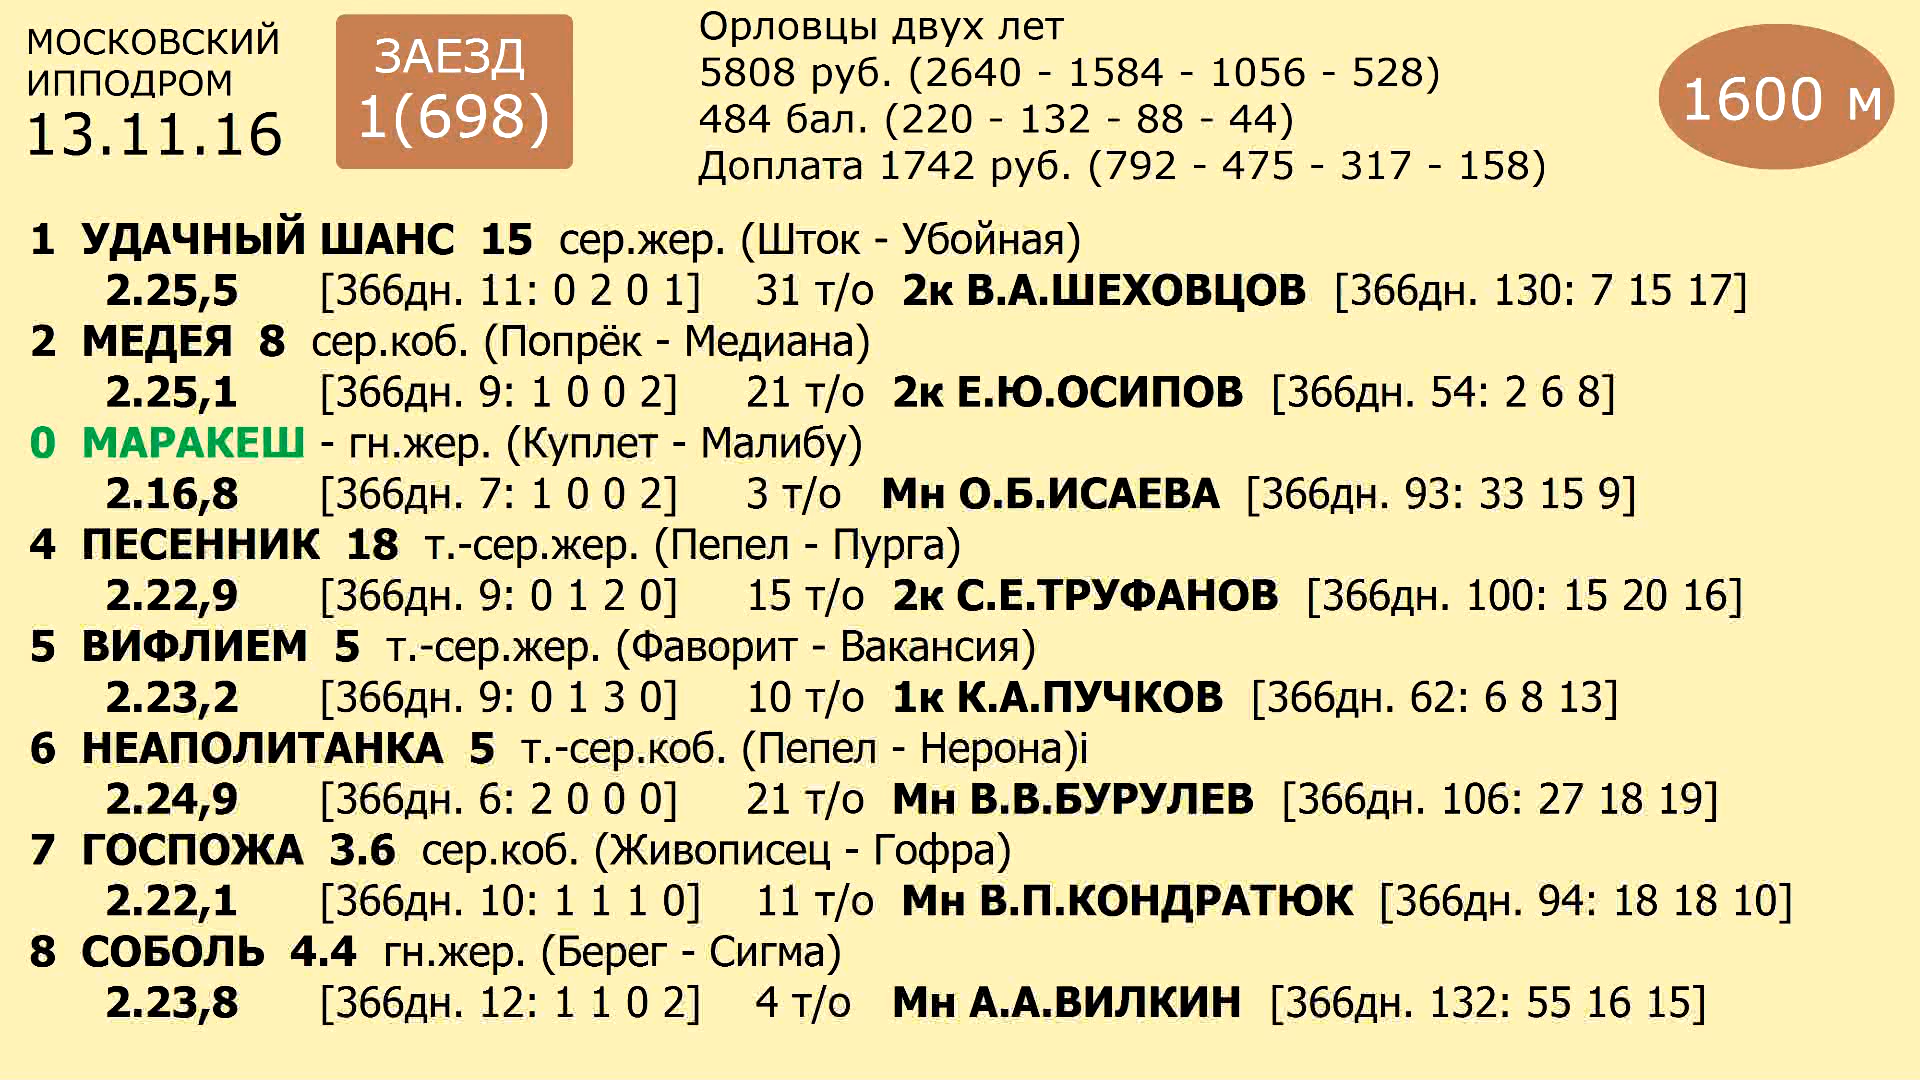 МОСКОВСКИЙ
ИППОДРОМ
13.11.16
ЗАЕЗД
1(698)
Орловцы двух лет
5808 руб. (2640 - 1584 - 1056 - 528)
484 бал. (220 - 132 - 88 - 44)
Доплата 1742 руб. (792 - 475 - 317 - 158)
1600 м
1 УДАЧНЫЙ ШАНС 15 сер.жер. (Шток - Убойная)
2.25,5 [366дн. 11: 0 2 0 1] 31 т/о 2к В.А.ШЕХОВЦОВ [366дн. 130: 7 15 17]
2 МЕДЕЯ 8 сер.коб. (Попрёк - Медиана)
2.25,1 [366дн. 9: 1 0 0 2] 21 т/о 2к Е.Ю.ОСИПОВ [366дн. 54: 2 6 8]
0 МАРАКЕШ - гн.жер. (Куплет - Малибу)
2.16,8 [366дн. 7: 1 0 0 2] 3 т/о Мн О.Б.ИСАЕВА [366дн. 93: 33 15 9]
4 ПЕСЕННИК 18 т.-сер.жер. (Пепел - Пурга)
2.22,9 [366дн. 9: 0 1 2 0] 15 т/о 2к С.Е.ТРУФАНОВ [366дн. 100: 15 20 16]
5 ВИФЛИЕМ 5 т.-сер.жер. (Фаворит - Вакансия)
2.23,2 [366дн. 9: 0 1 3 0] 10 т/о 1к К.А.ПУЧКОВ [366дн. 62: 6 8 13]
6 НЕАПОЛИТАНКА 5 т.-сер.коб. (Пепел - Нерона)і
2.24,9 [366дн. 6: 2 0 0 0] 21 т/о Мн В.В.БУРУЛЕВ [366дн. 106: 27 18 19]
7 ГОСПОЖА 3.6 сер.коб. (Живописец - Гофра)
2.22,1 [366дн. 10: 1 1 1 0] 11 т/о Мн В.П.КОНДРАТЮК [366дн. 94: 18 18 10]
8 СОБОЛЬ 4.4 гн.жер. (Берег - Сигма)
2.23,8 [366дн. 12: 1 1 0 2] 4 т/о Мн А.А.ВИЛКИН [366дн. 132: 55 16 15]